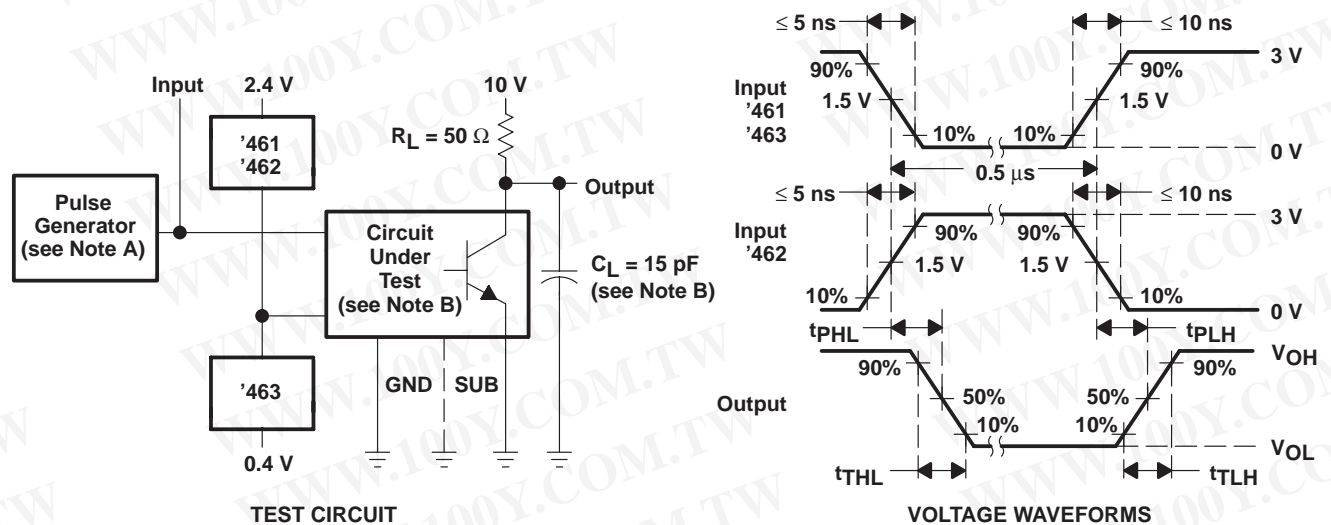 Input
2.4 V
'461
'462
Pulse
Generator
(see Note A)
'463
0.4 V
10 V
RL = 50 Ω
Output
Circuit
Under
Test
(see Note B)
CL = 15 pF
(see Note B)
GND
SUB
TEST CIRCUIT
≤ 5 ns
≤ 10 ns
Input
'461
'463
90%
1.5 V
10%
10%
90%
1.5 V
3 V
0 V
0.5 μs
≤ 5 ns
≤ 10 ns
Input
'462
10%
90%
1.5 V
90%
1.5 V
10%
3 V
0 V
tPHL
tPLH
Output
90%
50%
10%
50%
10%
90%
VOH
VOL
tTHL
tTLH
VOLTAGE WAVEFORMS
WWW.100Y.COM.TW